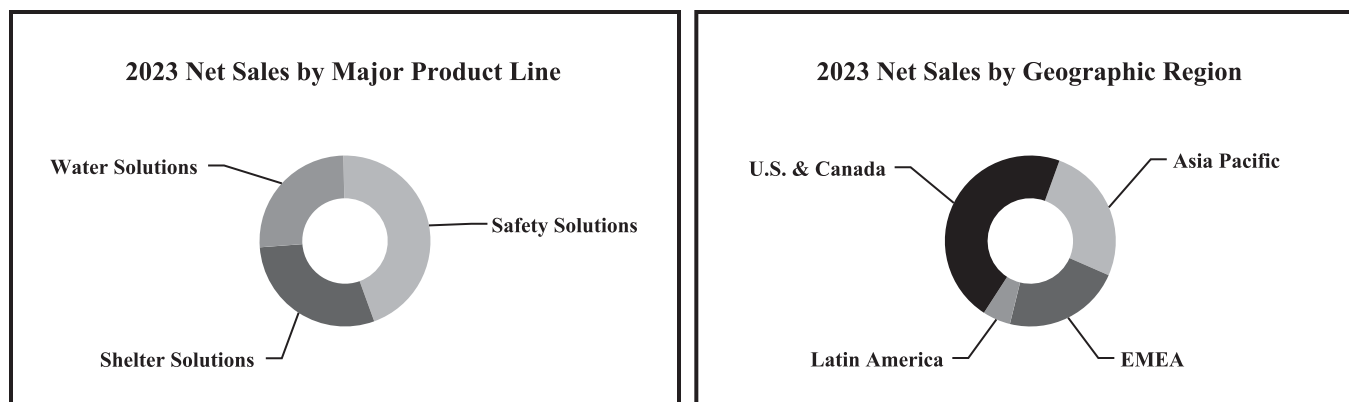 2023 Net Sales by Major Product Line
Water Solutions
Safety Solutions
Shelter Solutions
2023 Net Sales by Geographic Region
U.S. & Canada
Asia Pacific
Latin America
EMEA